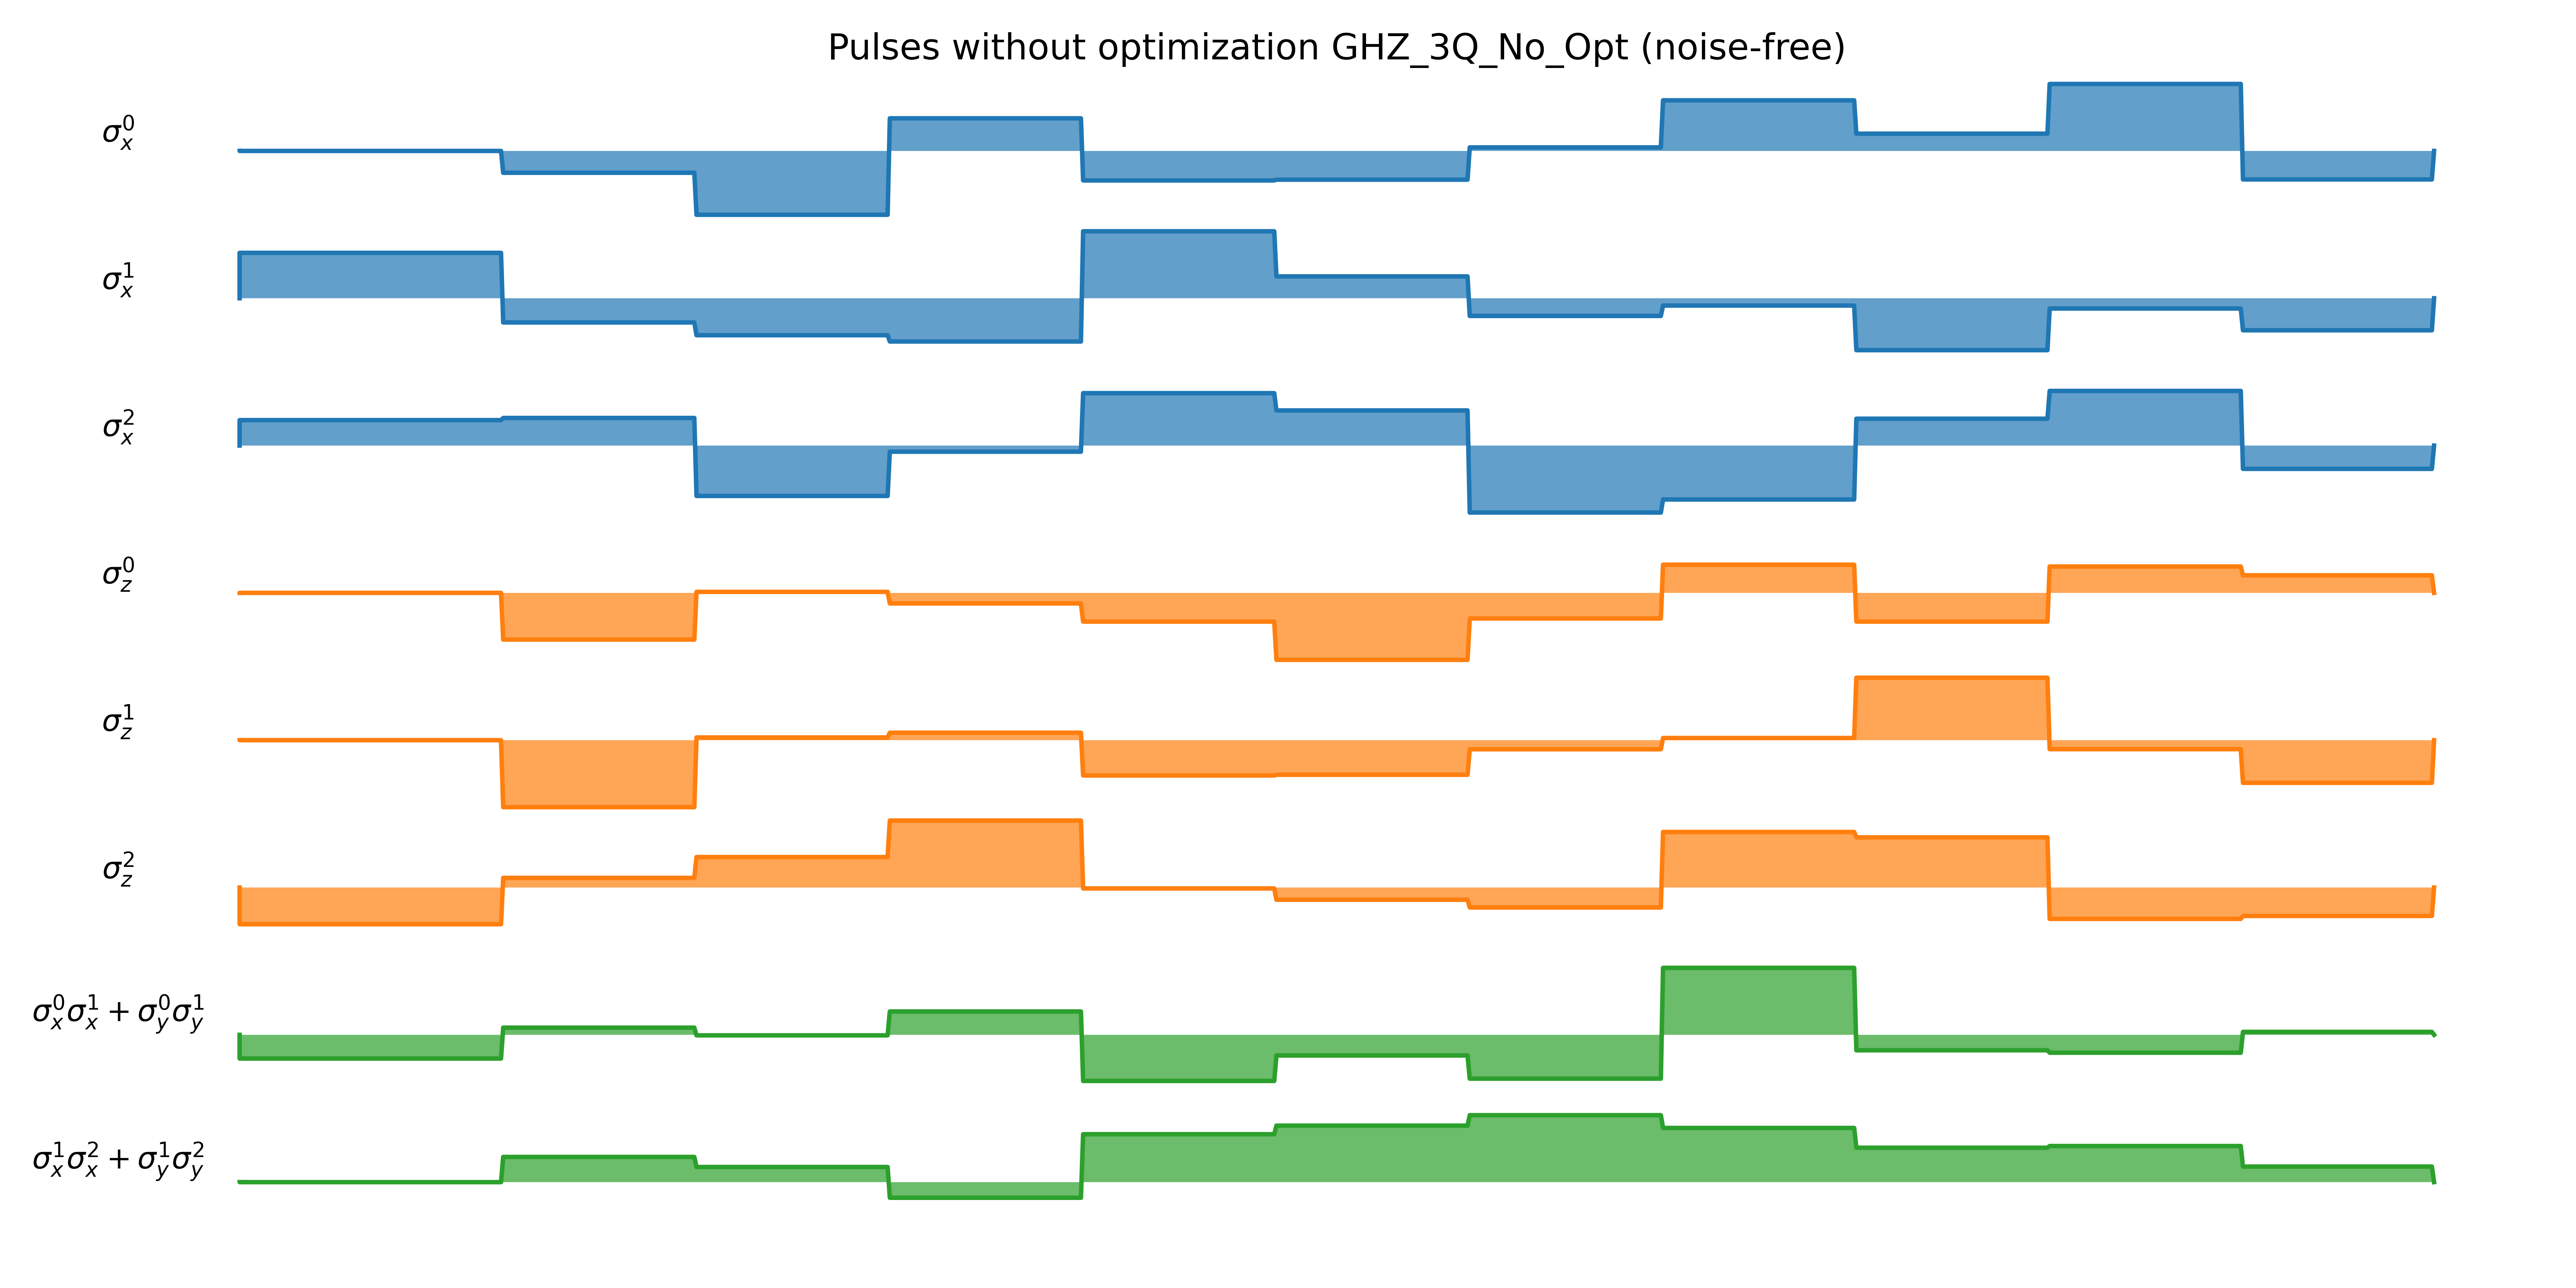 Pulses without optimization GHZ_3Q_No_Opt (noise-free)
σ_x^0
σ_x^1
σ_x^2
σ_z^0
σ_z^1
σ_z^2
σ_x^0σ_x^1 + σ_y^0σ_y^1
σ_x^1σ_x^2 + σ_y^1σ_y^2